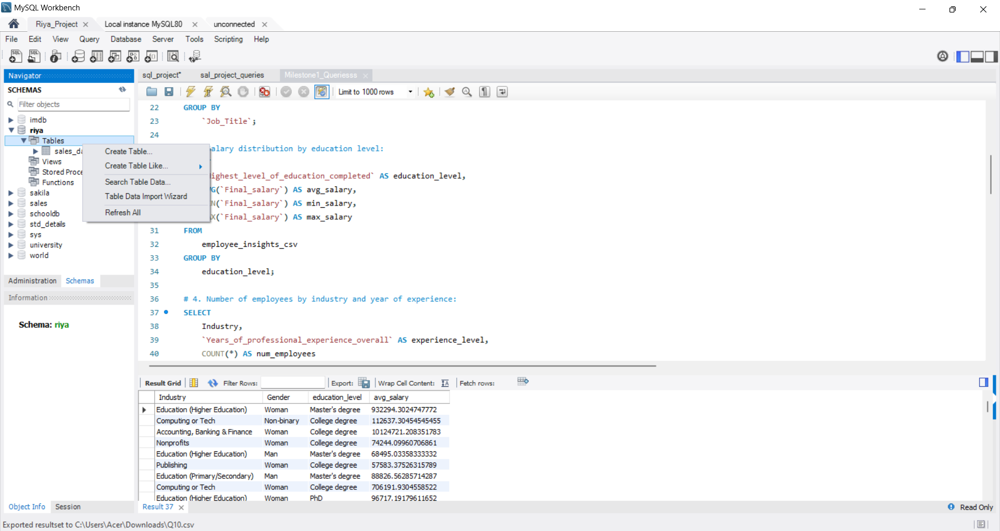 MySQL Workbench
Riya_Project
Local instance MySQL80
unconnected
File Edit View Query Database Server Tools Scripting Help
Navigator
SCHEMAS
Filter objects
imdb
riya
Tables
sales_da
Views
Stored Proce
Functions
sakila
sales
schooldb
std_details
sys
university
world
Create Table...
Create Table Like...
Search Table Data...
Table Data Import Wizard
Refresh All
Administration Schemas
Information
Schema: riya
Object Info Session
sql_project* sal_project_queries Milestone1_Queriesss
Limit to 1000 rows
22 GROUP BY
23 `Job_Title`;
24
alary distribution by education level:
ighest_level_of_education_completed` AS education_level,
G(`Final_salary`) AS avg_salary,
N(`Final_salary`) AS min_salary,
X(`Final_salary`) AS max_salary
31 FROM
32 employee_insights_csv
33 GROUP BY
34 education_level;
35
36 # 4. Number of employees by industry and year of experience:
37 SELECT
38 Industry,
39 `Years_of_professional_experience_overall` AS experience_level,
40 COUNT(*) AS num_employees
Result Grid Filter Rows: Export: Wrap Cell Content: Fetch rows:
Industry Gender education_level avg_salary
Education (Higher Education) Woman Master's degree 932294.3024747772
Computing or Tech Non-binary College degree 112637.30454545455
Accounting, Banking & Finance Woman College degree 10124721.208351783
Nonprofits Woman College degree 74244.09960706861
Education (Higher Education) Man Master's degree 68495.03358333332
Publishing Woman College degree 57583.37526315789
Education (Primary/Secondary) Man Master's degree 88826.56285714287
Computing or Tech Woman College degree 706191.9304558522
Education (Higher Education) Woman PhD 96717.19179611652
Result 37
Read Only
Exported resultset to C:\Users\Acer\Downloads\Q10.csv